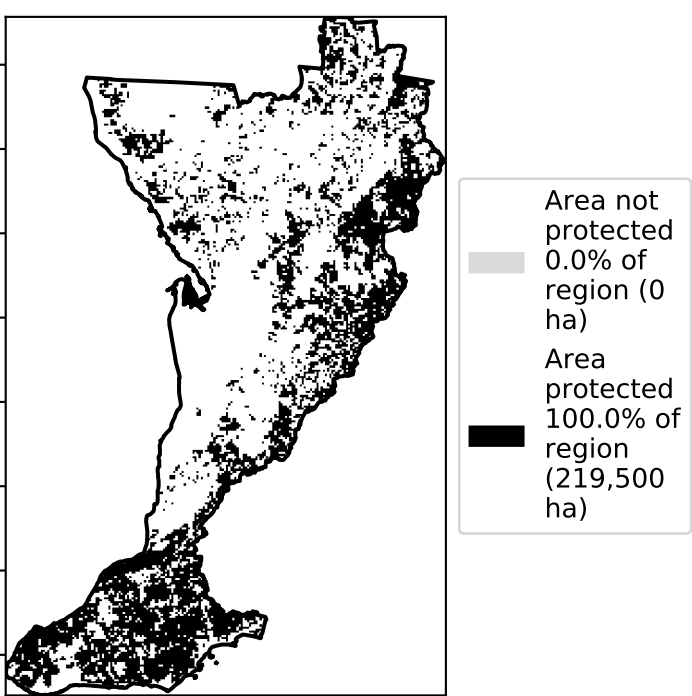 Area not
protected
0.0% of
region (0
ha)
Area
protected
100.0% of
region
(219,500
ha)